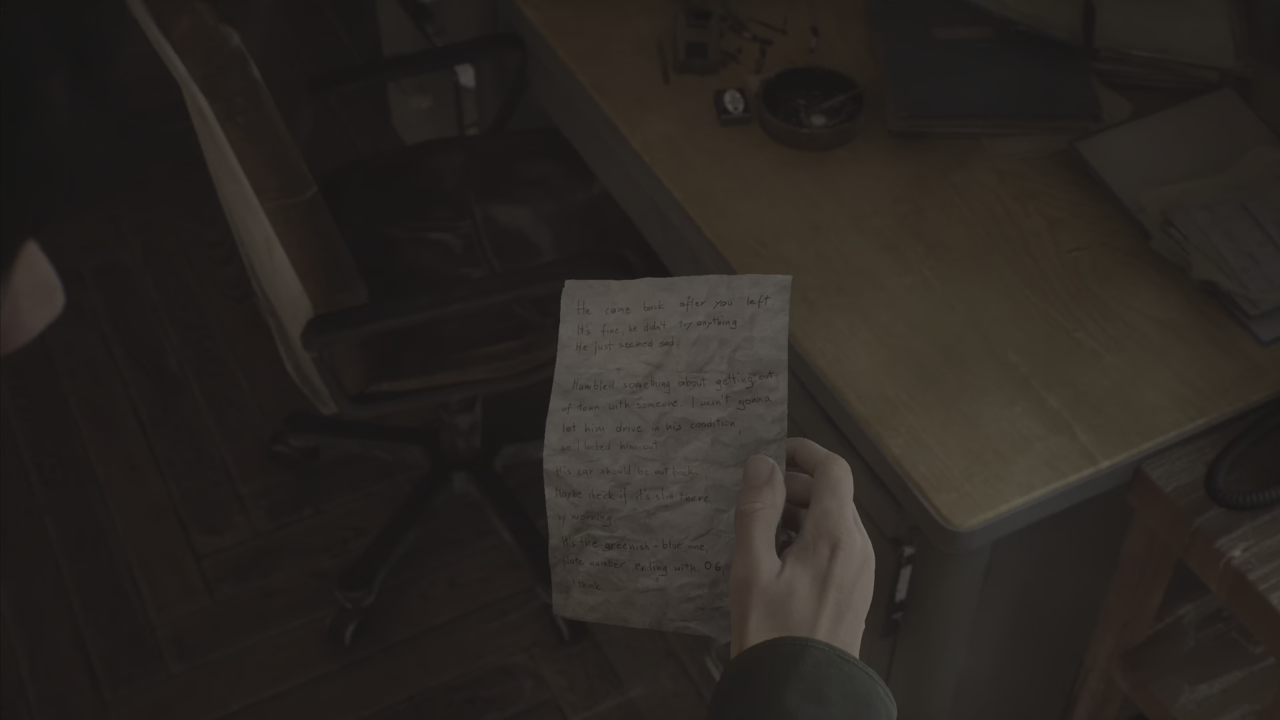 He came back after you left
It's fine, he didn't try anything
He just seemed sad.
Mumbled something about getting out
of town with someone. I wasn't gonna
let him drive in his condition,
so I locked him out
His car should be out back.
Maybe check if it's still there
by morning.
It's the greenish-blue one,
plate number ending with 06,
I think